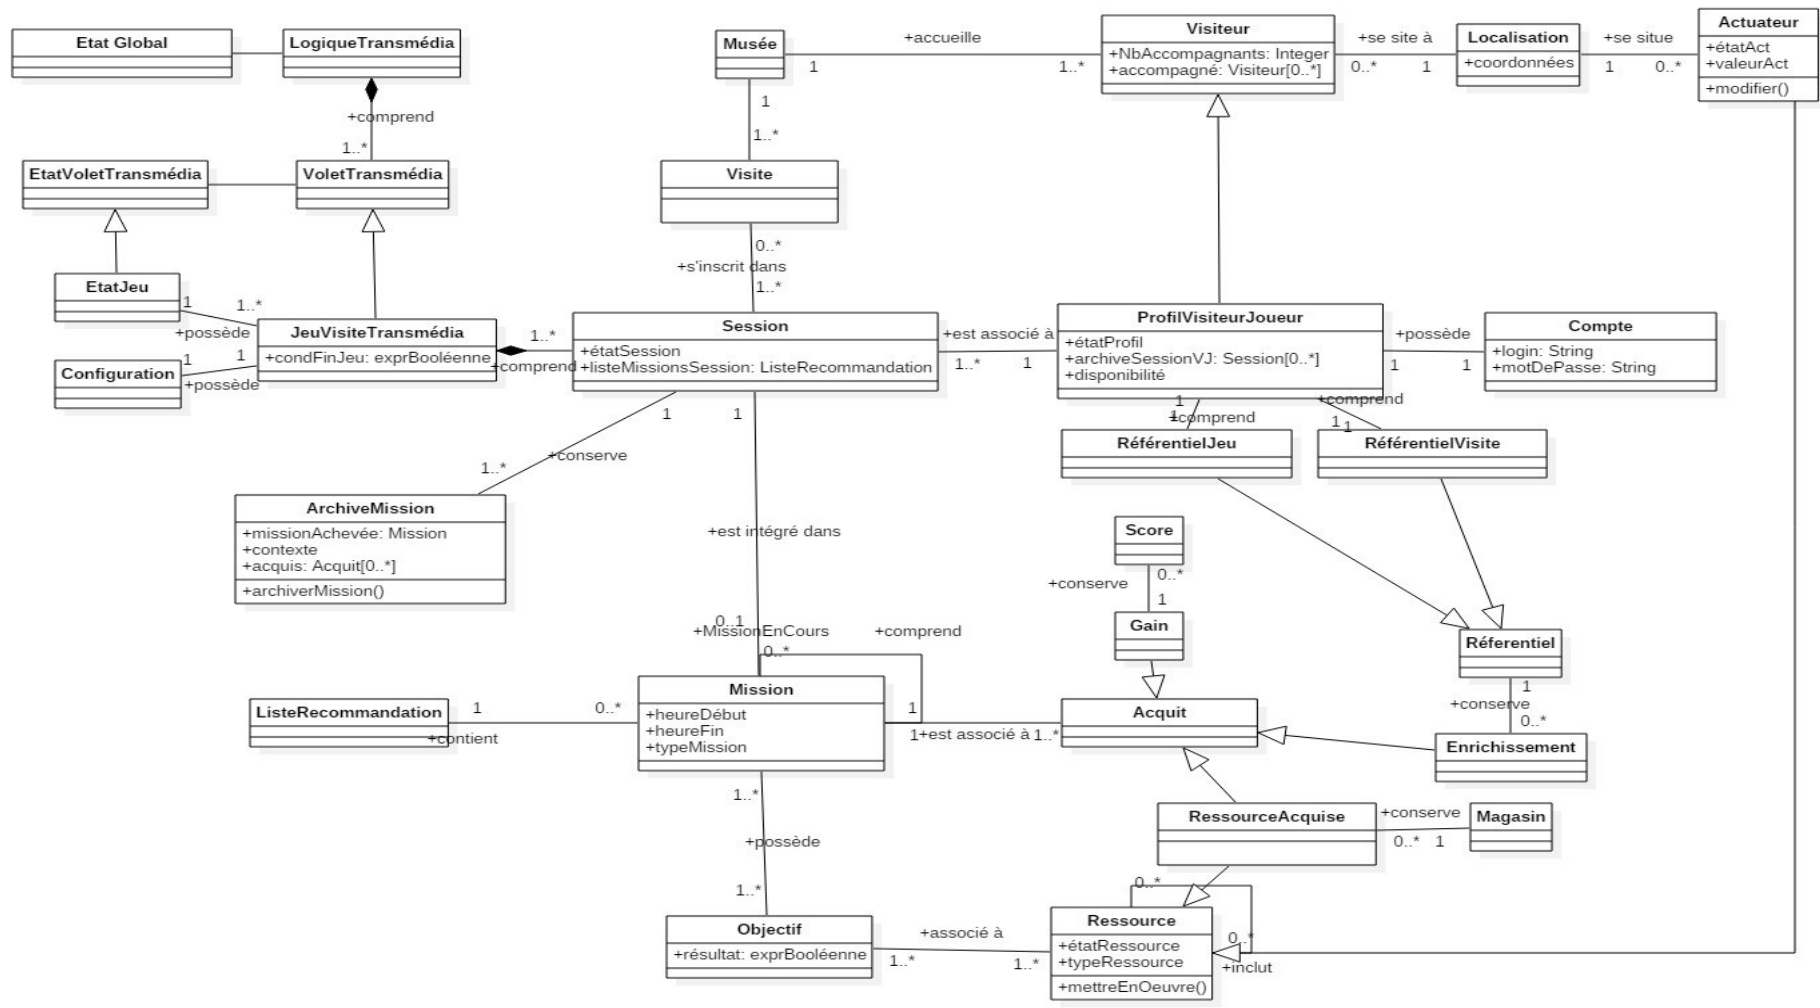 Etat Global
LogiqueTransmédia
+comprend
1..*
EtatVoletTransmédia
VoletTransmédia
EtatJeu
1
1..*
+possède
JeuVisiteTransmédia
+condFinJeu: exprBooléenne
Configuration
1
1
+possède
Musée
+accueille
1
1..*
1
1..*
Visite
0..*
+s'inscrit dans
1..*
Visiteur
+NbAccompagnants: Integer
+accompagné: Visiteur[0..*]
+se site à
0..*
1
Localisation
+coordonnées
+se situe
1
0..*
Actuateur
+étatAct
+valeurAct
+modifier()
1..*
+comprend
Session
+étatSession
+listeMissionsSession: ListeRecommandation
+est associé à
1..*
1
ProfilVisiteurJoueur
+étatProfil
+archiveSessionVJ: Session[0..*]
+disponibilité
+possède
1
1
Compte
+login: String
+motDePasse: String
1
1
+comprend
+comprend
1
1
RéférentielJeu
RéférentielVisite
1
1
+conserve
1..*
ArchiveMission
+missionAchevée: Mission
+contexte
+acquis: Acquit[0..*]
+archiverMission()
+est intégré dans
0..1
+MissionEnCours
+comprend
0..*
Score
0..*
+conserve
1
Gain
Réferentiel
1
+conserve
0..*
Enrichissement
ListeRecommandation
1
0..*
+contient
Mission
+heureDébut
+heureFin
+typeMission
1
1
+est associé à
1..*
Acquit
1..*
+possède
1..*
RessourceAcquise
+conserve
0..*
1
Magasin
Objectif
+résultat: exprBooléenne
+associé à
1..*
1..*
0..*
Ressource
+étatRessource
+typeRessource
+mettreEnOeuvre()
0..*
+inclut